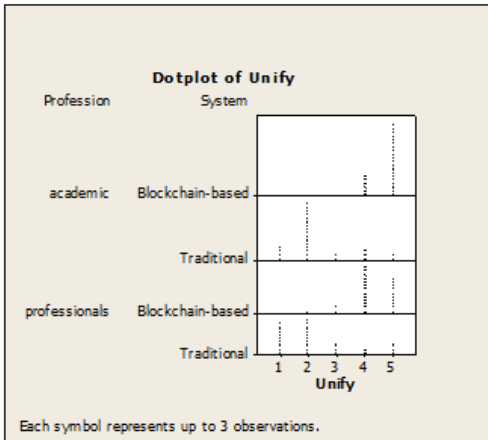 Dotplot of Unify
Profession System
academic Blockchain-based
Traditional
professionals Blockchain-based
Traditional
1 2 3 4 5
Unify
Each symbol represents up to 3 observations.